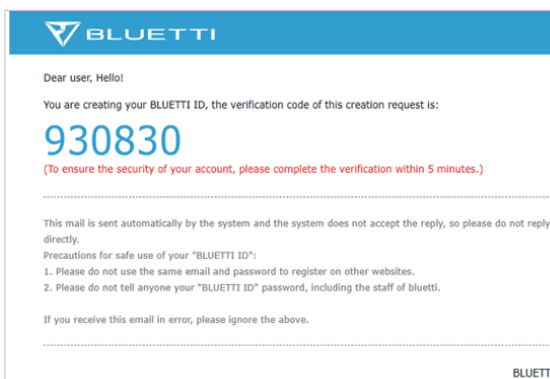 BLUETTI
Dear user, Hello!
You are creating your BLUETTI ID, the verification code of this creation request is:
930830
(To ensure the security of your account, please complete the verification within 5 minutes.)
This mail is sent automatically by the system and the system does not accept the reply, so please do not reply
directly.
Precautions for safe use of your "BLUETTI ID":
1. Please do not use the same email and password to register on other websites.
2. Please do not tell anyone your "BLUETTI ID" password, including the staff of bluetti.
If you receive this email in error, please ignore the above.
BLUETT